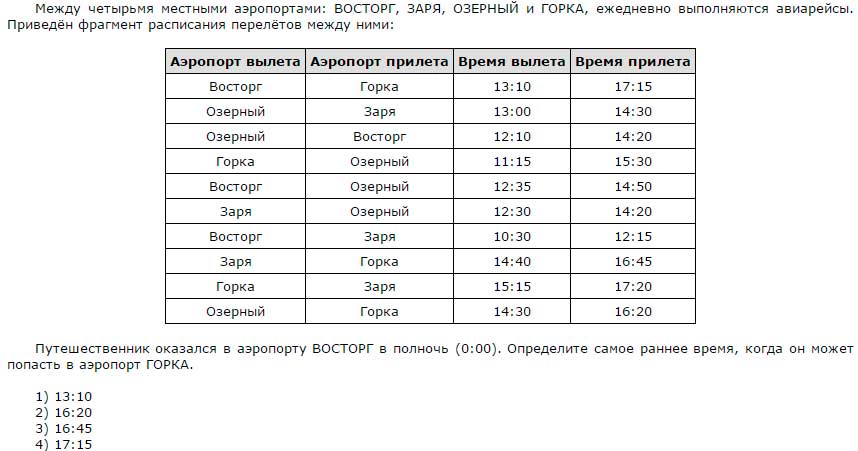 Между четырьмя местными аэропортами: ВОСТОРГ, ЗАРЯ, ОЗЕРНЫЙ и ГОРКА, ежедневно выполняются авиарейсы.
Приведён фрагмент расписания перелётов между ними:
Аэропорт вылета Аэропорт прилета Время вылета Время прилета
Восторг Горка 13:10 17:15
Озерный Заря 13:00 14:30
Озерный Восторг 12:10 14:20
Горка Озерный 11:15 15:30
Восторг Озерный 12:35 14:50
Заря Озерный 12:30 14:20
Восторг Заря 10:30 12:15
Заря Горка 14:40 16:45
Горка Заря 15:15 17:20
Озерный Горка 14:30 16:20
Путешественник оказался в аэропорту ВОСТОРГ в полночь (0:00). Определите самое раннее время, когда он может
попасть в аэропорт ГОРКА.
1) 13:10
2) 16:20
3) 16:45
4) 17:15